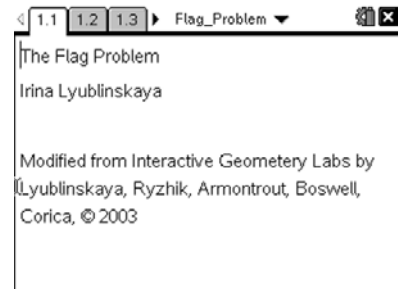 1.1 1.2 1.3 Flag_Problem
The Flag Problem
Irina Lyublinskaya
Modified from Interactive Geometery Labs by
Lyublinskaya, Ryzhik, Armontrout, Boswell,
Corica, © 2003